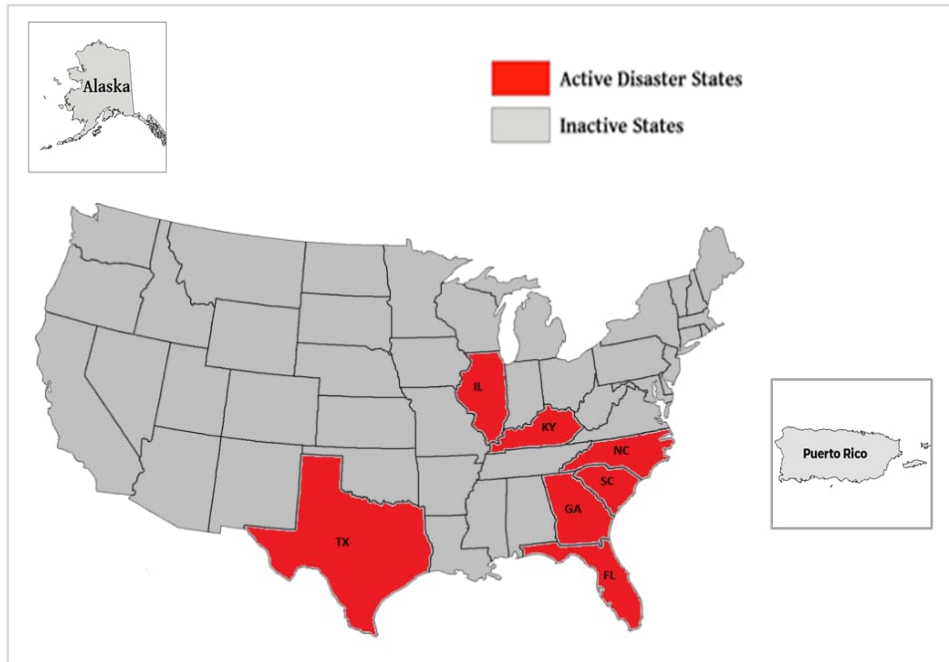 Alaska
Active Disaster States
Inactive States
IL
KY
NC
SC
GA
TX
FL
Puerto Rico